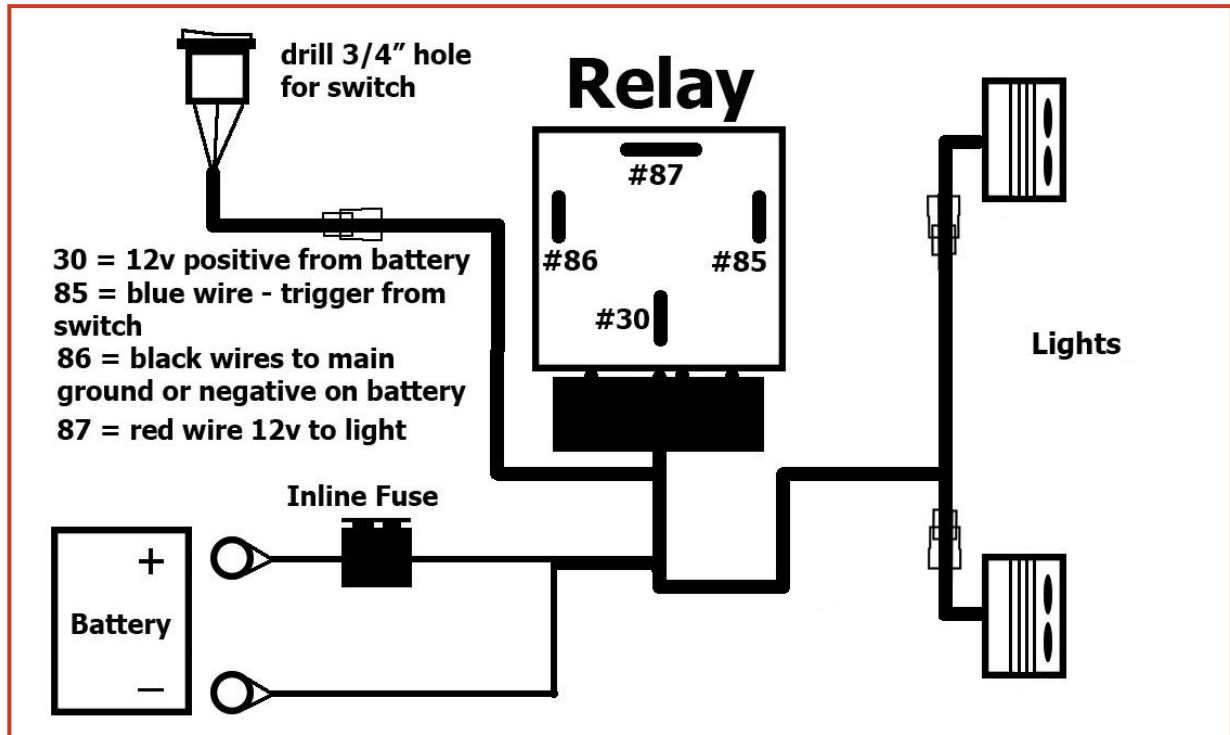 drill 3/4” hole
for switch
Relay
#87
#86
#85
#30
30 = 12v positive from battery
85 = blue wire - trigger from
switch
86 = black wires to main
ground or negative on battery
87 = red wire 12v to light
Lights
Inline Fuse
+
Battery
−